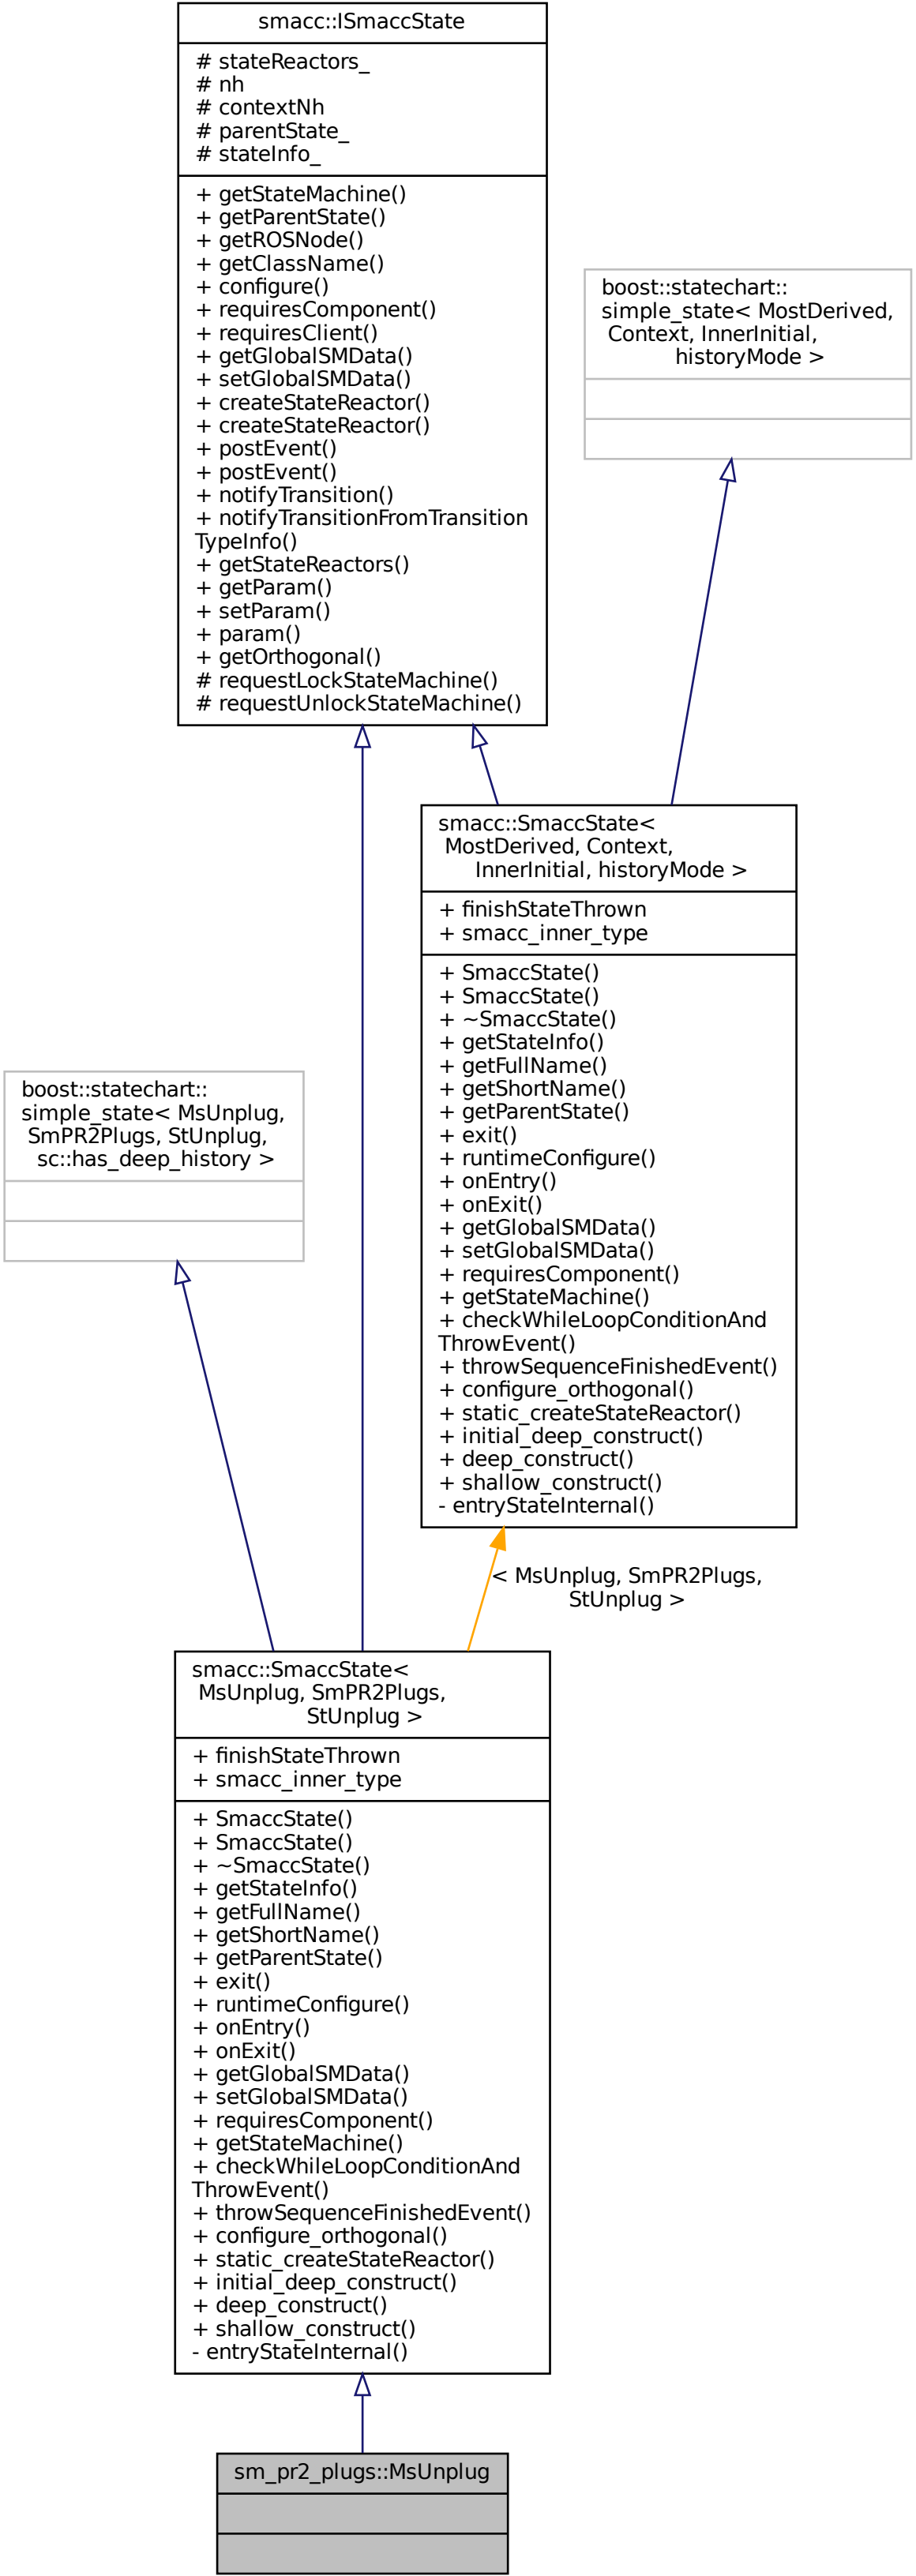 smacc::ISmaccState
# stateReactors_
# nh
# contextNh
# parentState_
# stateInfo_
+ getStateMachine()
+ getParentState()
+ getROSNode()
+ getClassName()
+ configure()
+ requiresComponent()
+ requiresClient()
+ getGlobalSMData()
+ setGlobalSMData()
+ createStateReactor()
+ createStateReactor()
+ postEvent()
+ postEvent()
+ notifyTransition()
+ notifyTransitionFromTransition
TypeInfo()
+ getStateReactors()
+ getParam()
+ setParam()
+ param()
+ getOrthogonal()
# requestLockStateMachine()
# requestUnlockStateMachine()
boost::statechart::
simple_state< MostDerived,
Context, InnerInitial,
historyMode >
smacc::SmaccState<
MostDerived, Context,
InnerInitial, historyMode >
+ finishStateThrown
+ smacc_inner_type
+ SmaccState()
+ SmaccState()
+ ~SmaccState()
+ getStateInfo()
+ getFullName()
+ getShortName()
+ getParentState()
+ exit()
+ runtimeConfigure()
+ onEntry()
+ onExit()
+ getGlobalSMData()
+ setGlobalSMData()
+ requiresComponent()
+ getStateMachine()
+ checkWhileLoopConditionAnd
ThrowEvent()
+ throwSequenceFinishedEvent()
+ configure_orthogonal()
+ static_createStateReactor()
+ initial_deep_construct()
+ deep_construct()
+ shallow_construct()
- entryStateInternal()
boost::statechart::
simple_state< MsUnplug,
SmPR2Plugs, StUnplug,
sc::has_deep_history >
< MsUnplug, SmPR2Plugs,
StUnplug >
smacc::SmaccState<
MsUnplug, SmPR2Plugs,
StUnplug >
+ finishStateThrown
+ smacc_inner_type
+ SmaccState()
+ SmaccState()
+ ~SmaccState()
+ getStateInfo()
+ getFullName()
+ getShortName()
+ getParentState()
+ exit()
+ runtimeConfigure()
+ onEntry()
+ onExit()
+ getGlobalSMData()
+ setGlobalSMData()
+ requiresComponent()
+ getStateMachine()
+ checkWhileLoopConditionAnd
ThrowEvent()
+ throwSequenceFinishedEvent()
+ configure_orthogonal()
+ static_createStateReactor()
+ initial_deep_construct()
+ deep_construct()
+ shallow_construct()
- entryStateInternal()
sm_pr2_plugs::MsUnplug